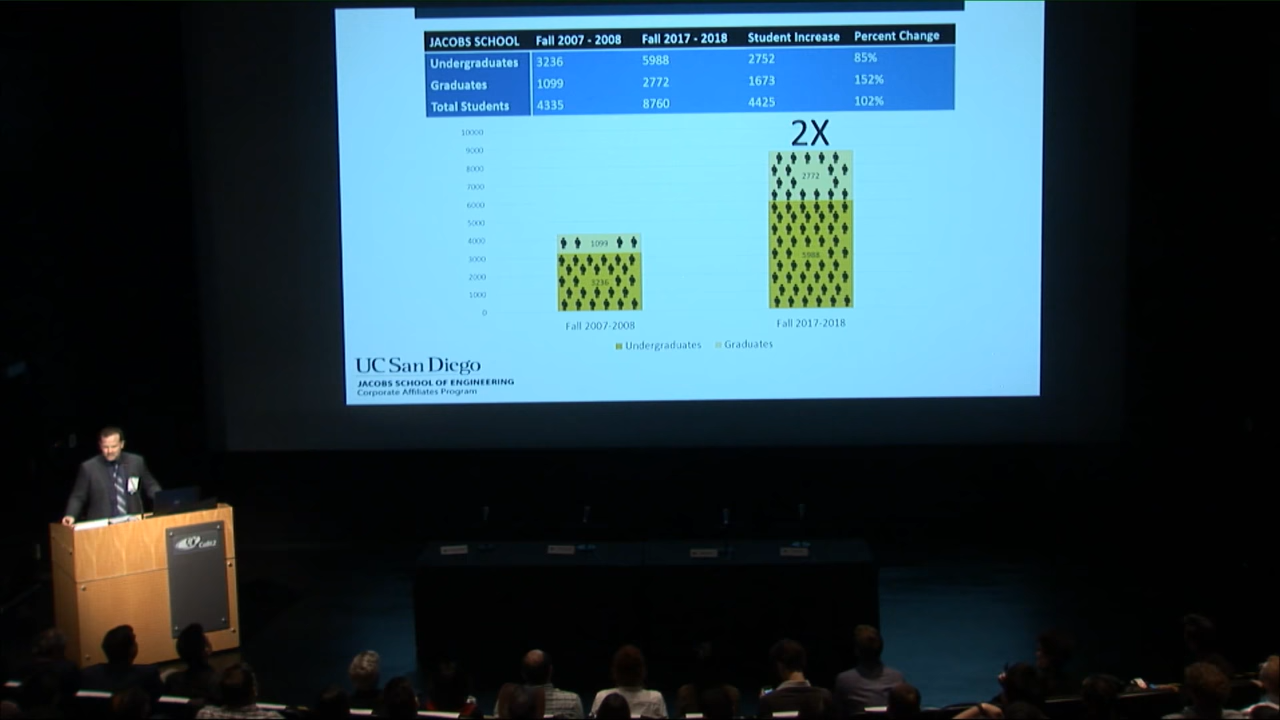 JACOBS SCHOOL Fall 2007 - 2008 Fall 2017 - 2018 Student Increase Percent Change
Undergraduates 3236 5988 2752 85%
Graduates 1099 2772 1673 152%
Total Students 4335 8760 4425 102%
2X
10000
9000
8000
7000
6000
5000
4000
3000
2000
1000
0
2772
5988
1099
3236
Fall 2007-2008
Fall 2017-2018
Undergraduates Graduates
UC San Diego
JACOBS SCHOOL OF ENGINEERING
Corporate Affiliates Program
Calit2